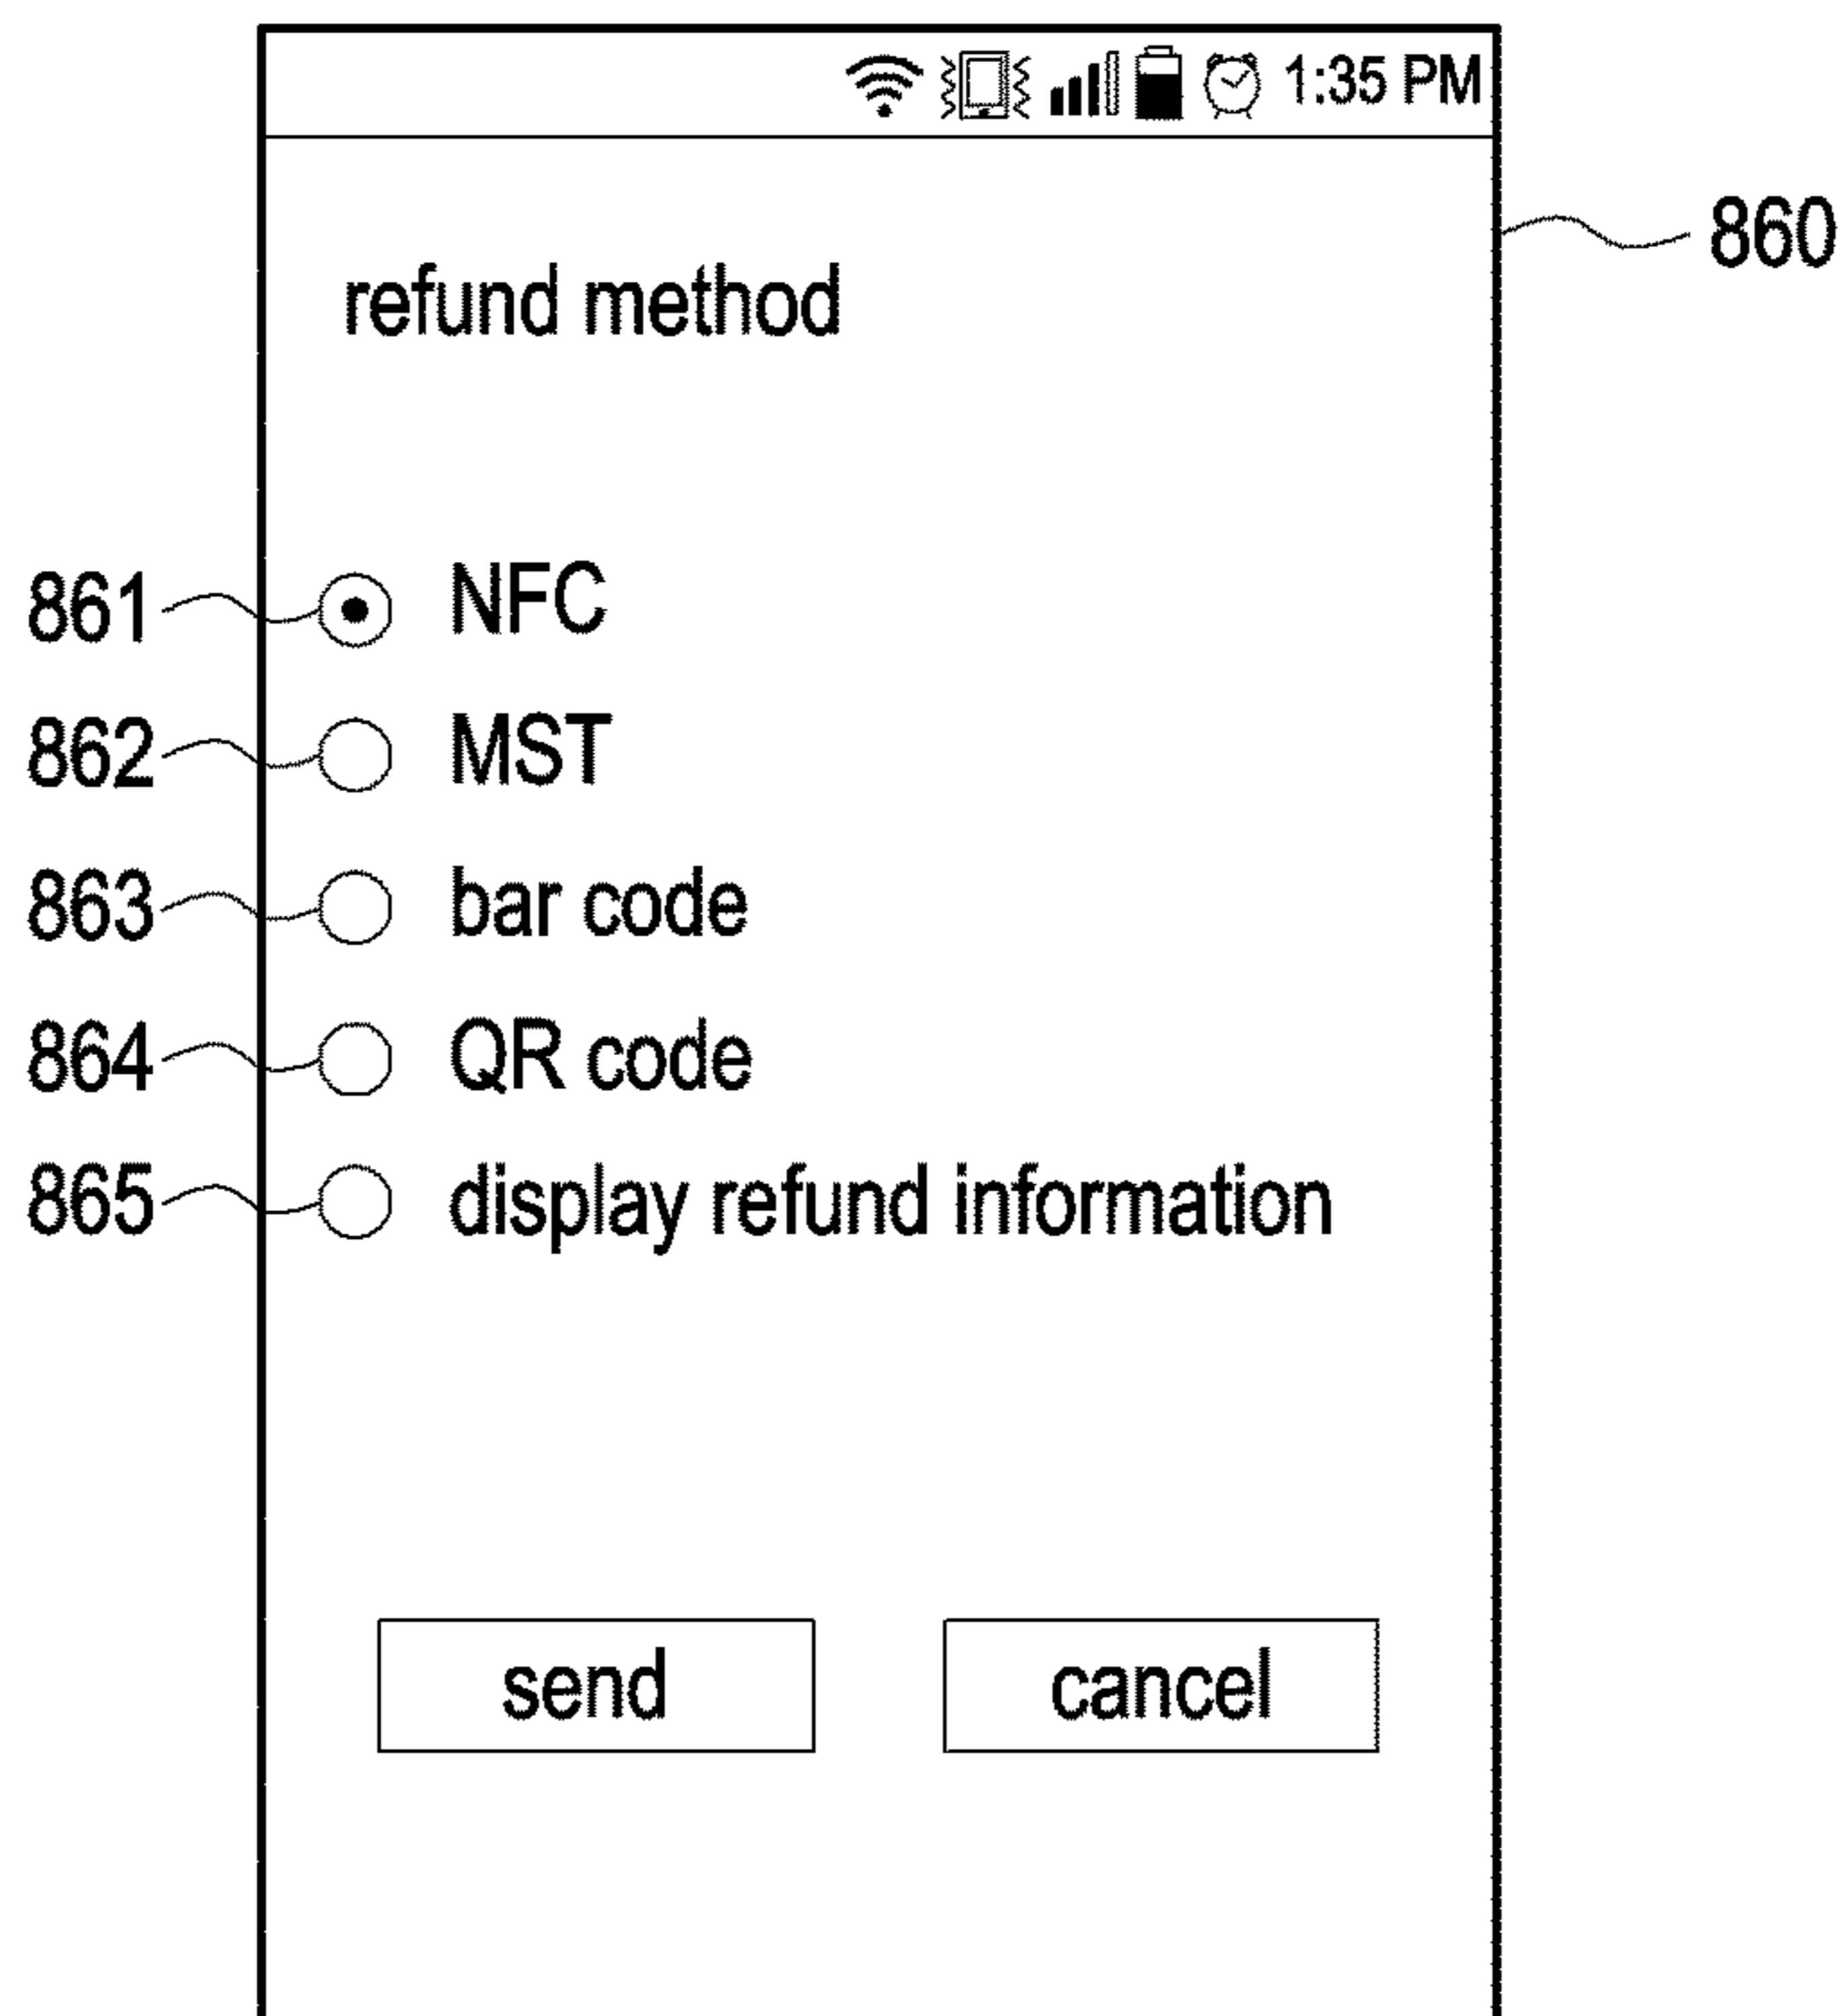 1:35 PM
860
refund method
861 NFC
862 MST
863 bar code
864 QR code
865 display refund information
send cancel